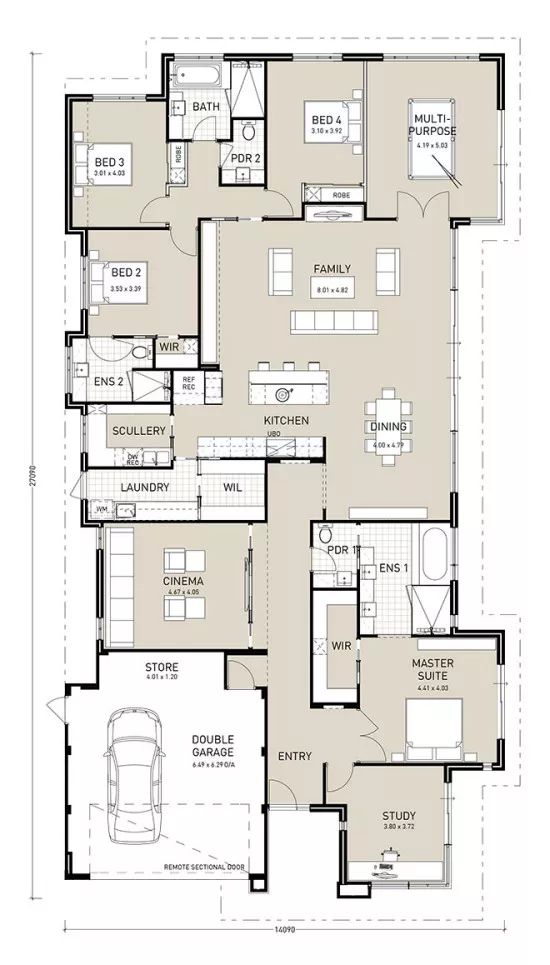 BATH
BED 4
3.10 x 3.92
MULTI-
PURPOSE
4.19 x 5.03
BED 3
3.01 x 4.03
ROBE
PDR 2
ROBE
BED 2
3.53 x 3.39
FAMILY
8.01 x 4.82
WIR
ENS 2
REF
REC
SCULLERY
DW
REC
KITCHEN
UBO
DINING
4.00 x 4.79
LAUNDRY
WIL
WM
27090
CINEMA
4.67 x 4.05
PDR 1
ENS 1
WIR
STORE
4.01 x 1.20
MASTER
SUITE
4.41 x 4.03
DOUBLE
GARAGE
6.49 x 6.29 O/A
ENTRY
STUDY
3.80 x 3.72
REMOTE SECTIONAL DOOR
14090